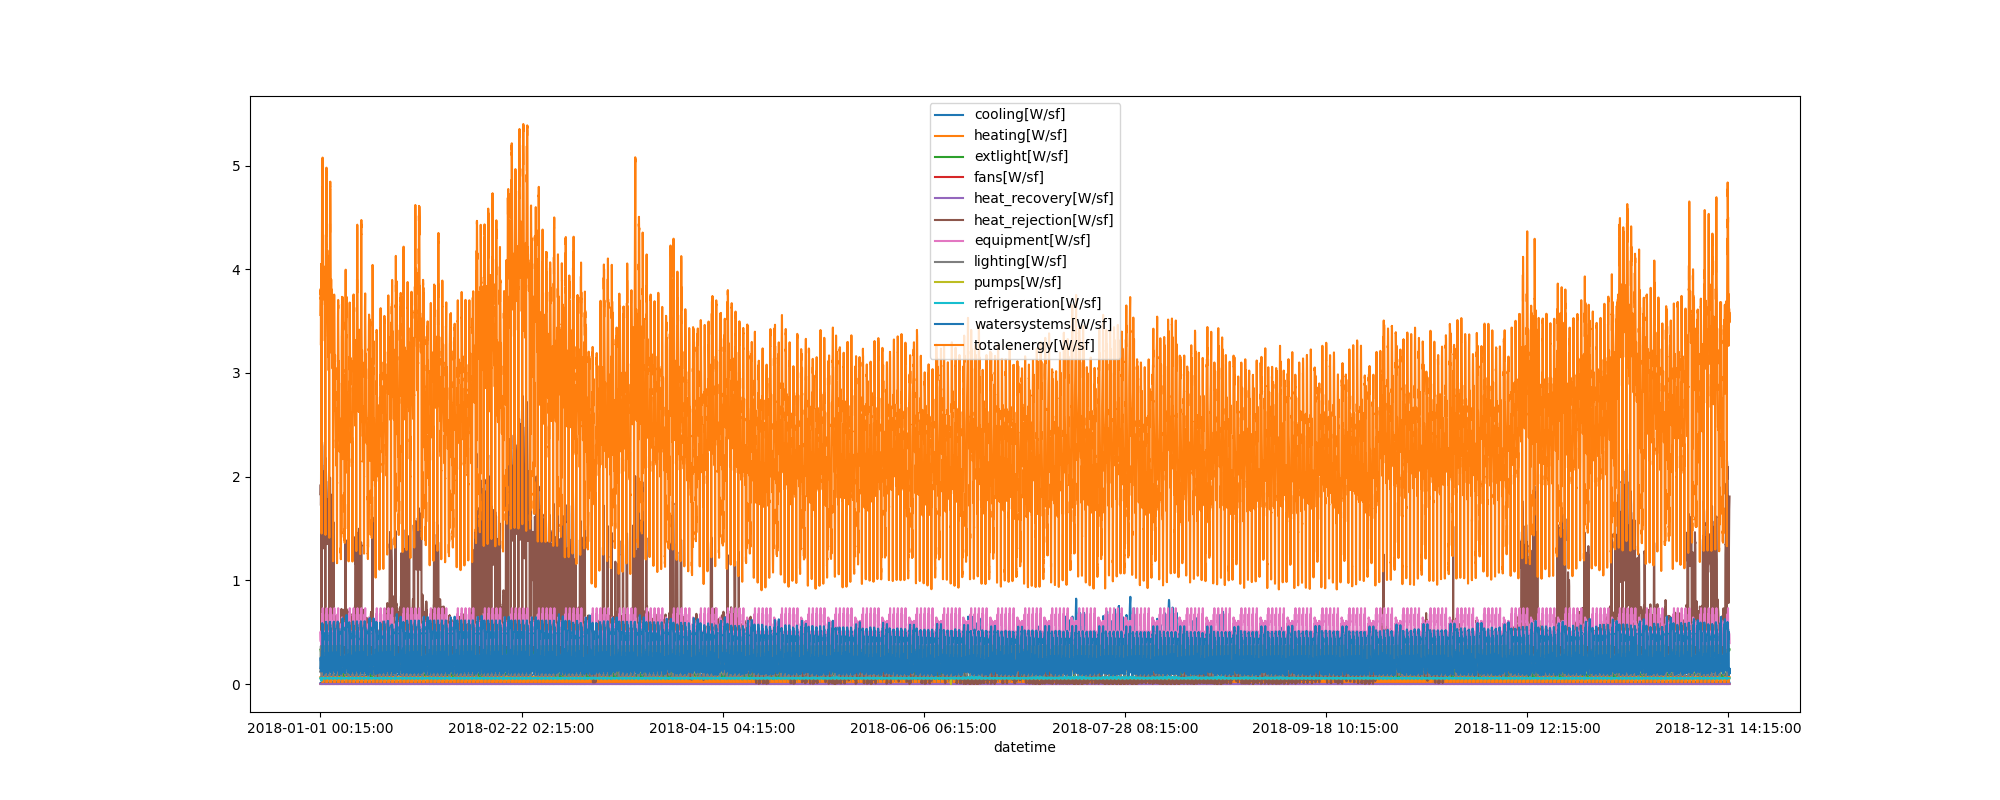 cooling[W/sf]
heating[W/sf]
extlight[W/sf]
fans[W/sf]
heat_recovery[W/sf]
heat_rejection[W/sf]
equipment[W/sf]
lighting[W/sf]
pumps[W/sf]
refrigeration[W/sf]
watersystems[W/sf]
totalenergy[W/sf]
5
4
3
2
1
0
2018-01-01 00:15:00 2018-02-22 02:15:00 2018-04-15 04:15:00 2018-06-06 06:15:00 2018-07-28 08:15:00 2018-09-18 10:15:00 2018-11-09 12:15:00 2018-12-31 14:15:00
datetime